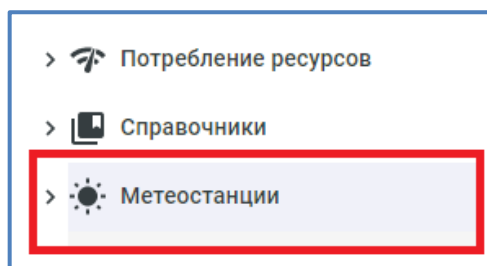 Потребление ресурсов
Справочники
Метеостанции